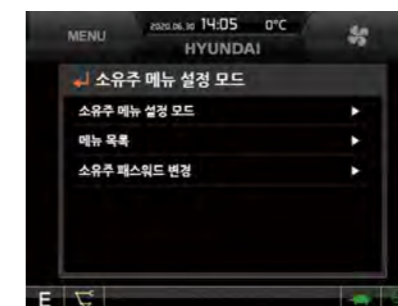 MENU
2020.06.30 14:05 0°C
HYUNDAI
소유주 메뉴 설정 모드
소유주 메뉴 설정 모드
메뉴 목록
소유주 패스워드 변경
E